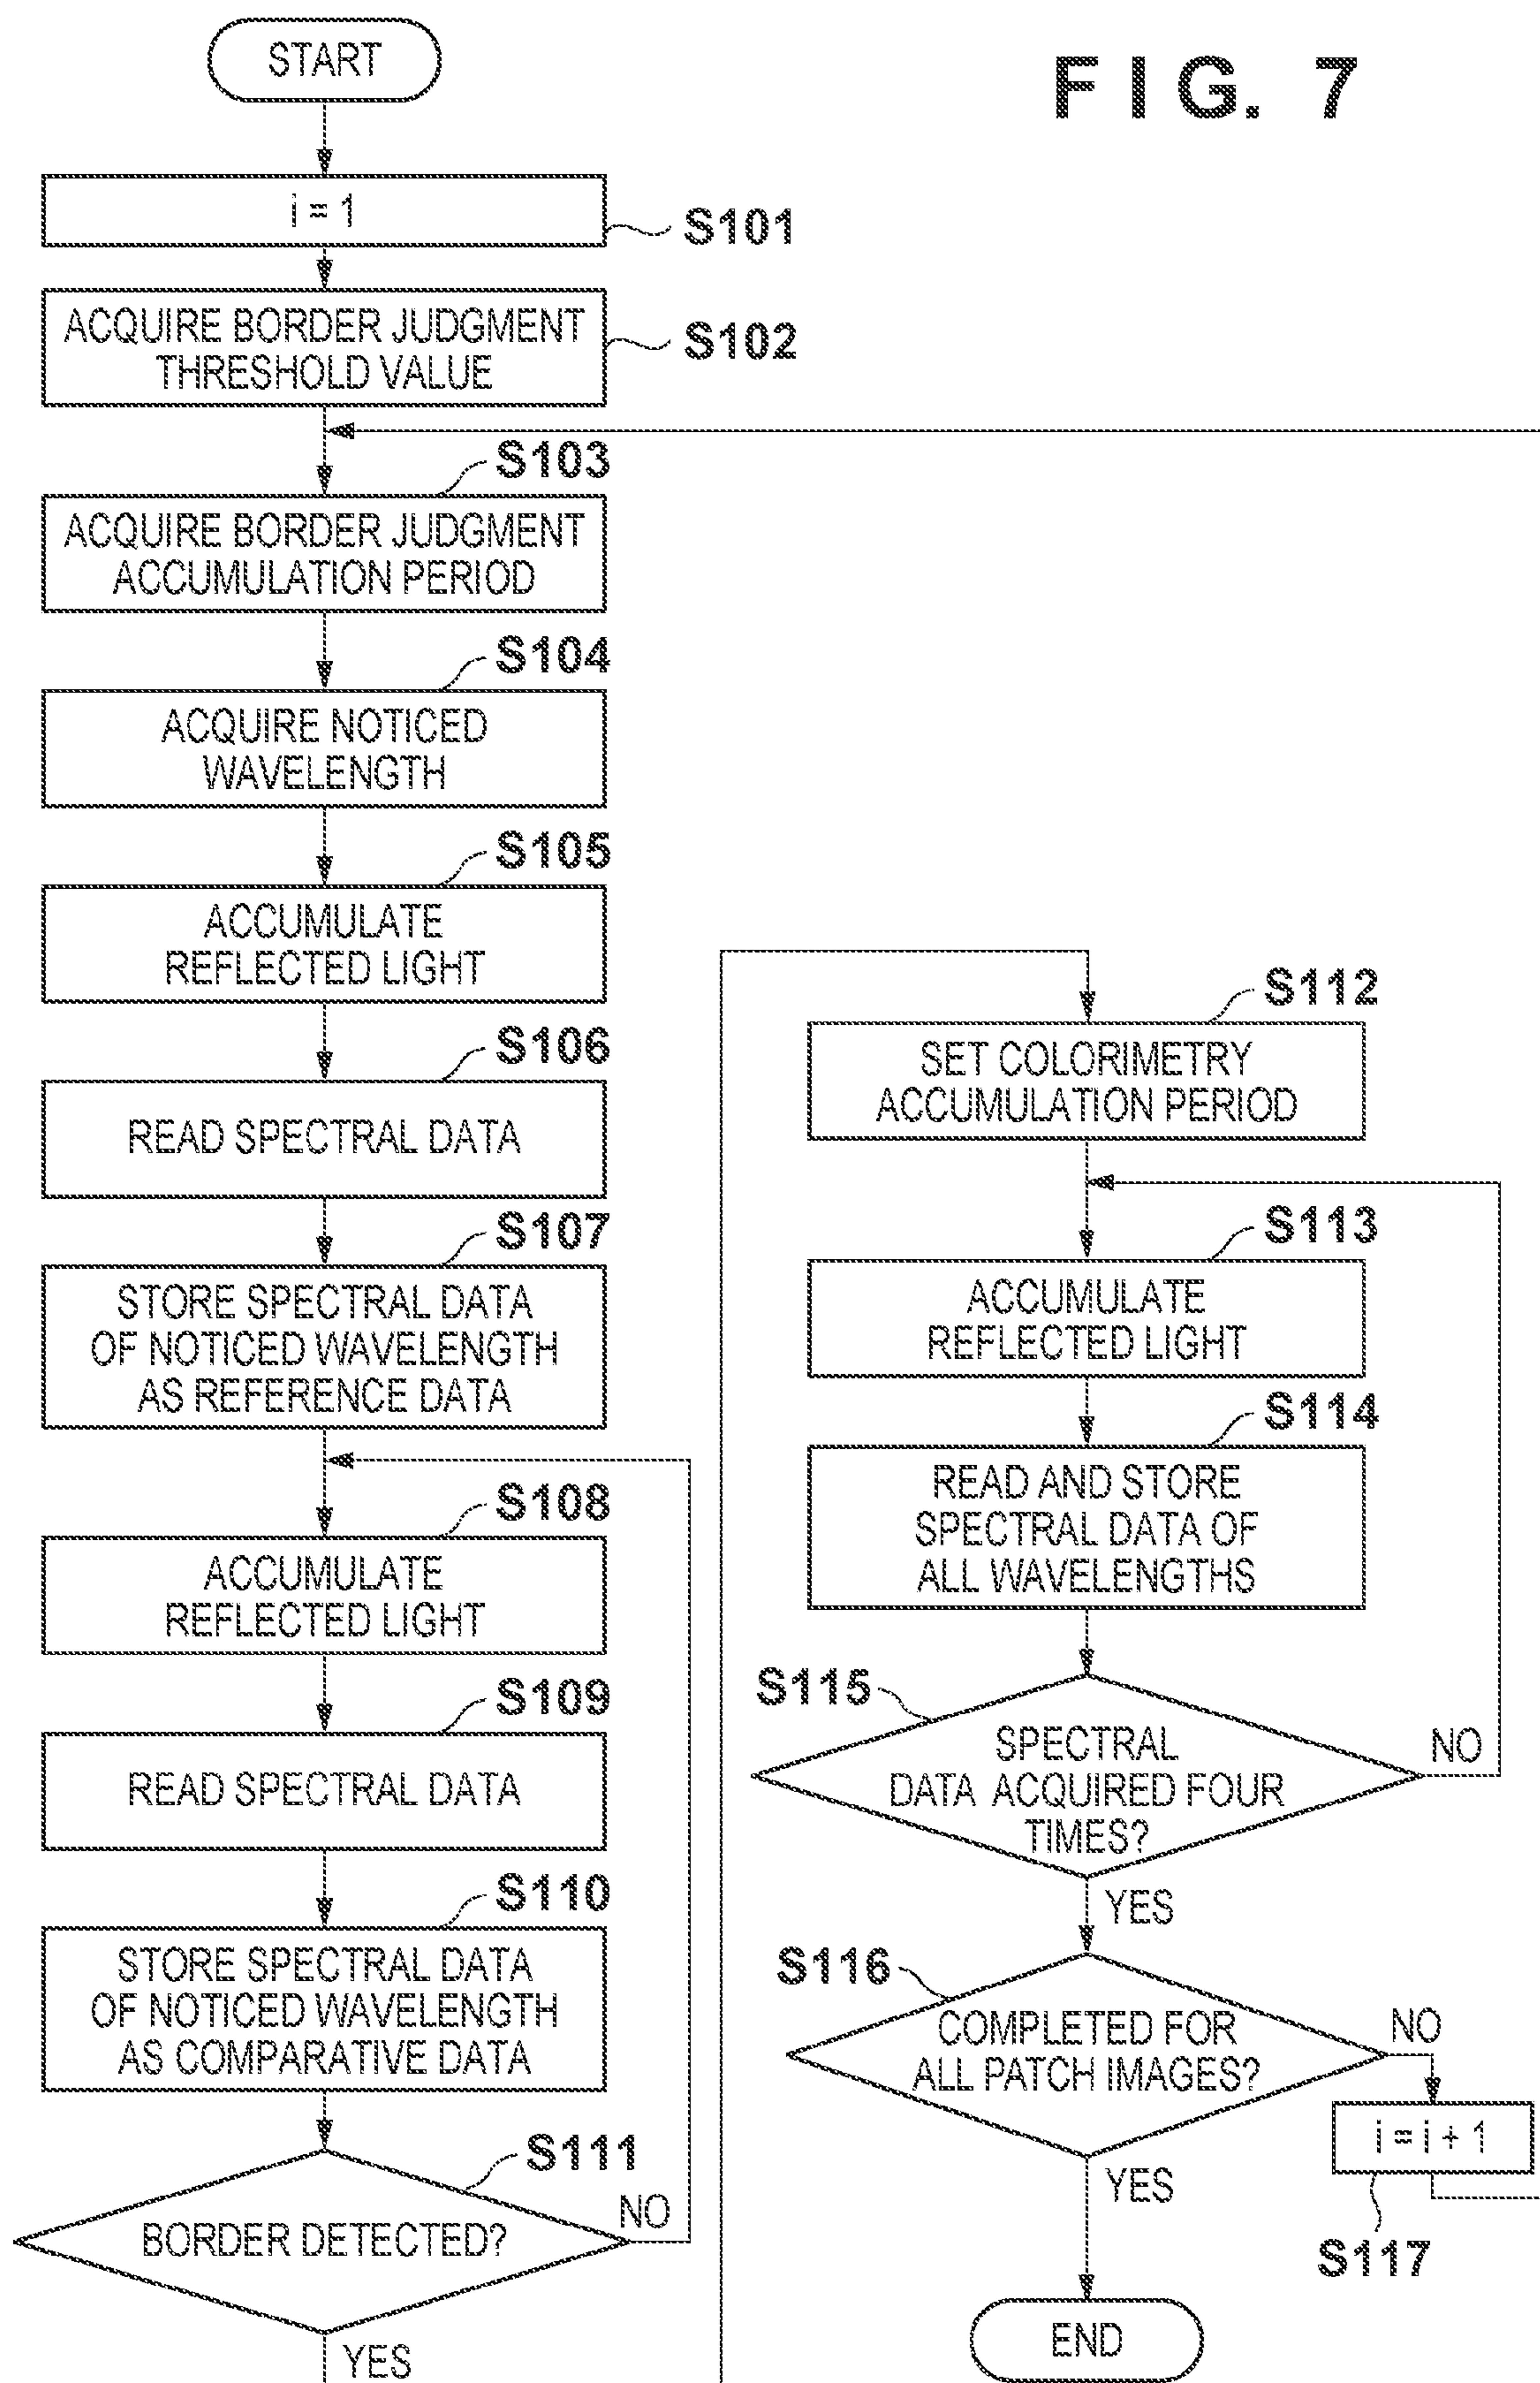 FIG. 7
START
i = 1
S101
ACQUIRE BORDER JUDGMENT
THRESHOLD VALUE
S102
S103
ACQUIRE BORDER JUDGMENT
ACCUMULATION PERIOD
S104
ACQUIRE NOTICED
WAVELENGTH
S105
ACCUMULATE
REFLECTED LIGHT
S106
READ SPECTRAL DATA
S107
STORE SPECTRAL DATA
OF NOTICED WAVELENGTH
AS REFERENCE DATA
S108
ACCUMULATE
REFLECTED LIGHT
S109
READ SPECTRAL DATA
S110
STORE SPECTRAL DATA
OF NOTICED WAVELENGTH
AS COMPARATIVE DATA
S111
BORDER DETECTED?
NO
YES
S112
SET COLORIMETRY
ACCUMULATION PERIOD
S113
ACCUMULATE
REFLECTED LIGHT
S114
READ AND STORE
SPECTRAL DATA OF
ALL WAVELENGTHS
S115
SPECTRAL
DATA ACQUIRED FOUR
TIMES?
NO
YES
S116
COMPLETED FOR
ALL PATCH IMAGES?
NO
YES
i = i + 1
S117
END